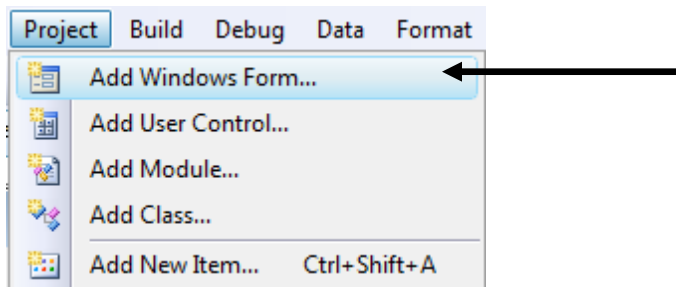 Project Build Debug Data Format
Add Windows Form...
Add User Control...
Add Module...
Add Class...
Add New Item... Ctrl+Shift+A